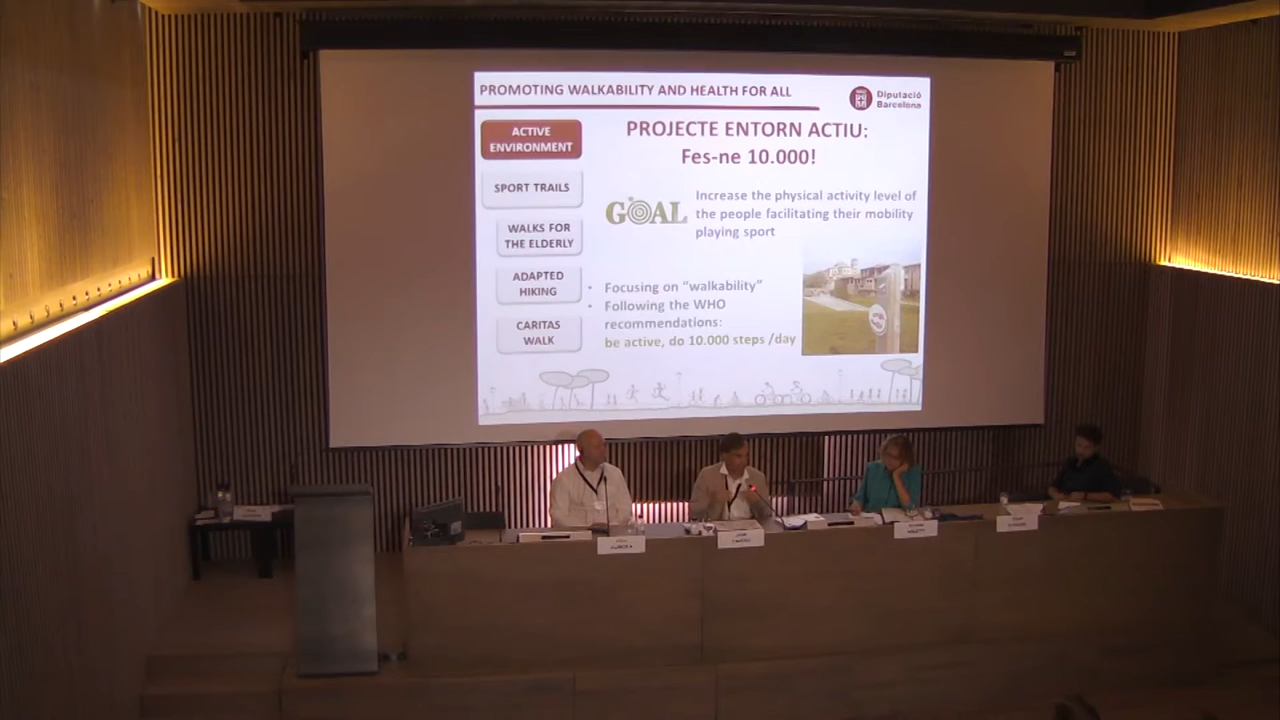 PROMOTING WALKABILITY AND HEALTH FOR ALL
Diputació
Barcelona
ACTIVE
ENVIRONMENT
SPORT TRAILS
WALKS FOR
THE ELDERLY
ADAPTED
HIKING
CARITAS
WALK
PROJECTE ENTORN ACTIU:
Fes-ne 10.000!
GOAL
Increase the physical activity level of
the people facilitating their mobility
playing sport
• Focusing on “walkability”
• Following the WHO
recommendations:
be active, do 10.000 steps /day